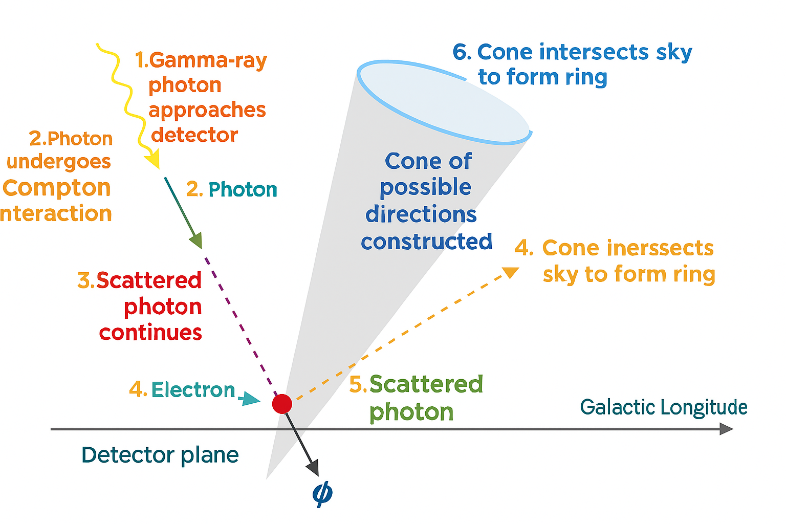 1.Gamma-ray
photon
approaches
detector
2.Photon
undergoes
Compton
nteraction
2. Photon
3.Scattered
photon
continues
4. Electron
5.Scattered
photon
6. Cone intersects sky
to form ring
Cone of
possible
directions
constructed
4. Cone inerssects
sky to form ring
Galactic Longitude
Detector plane
ϕ